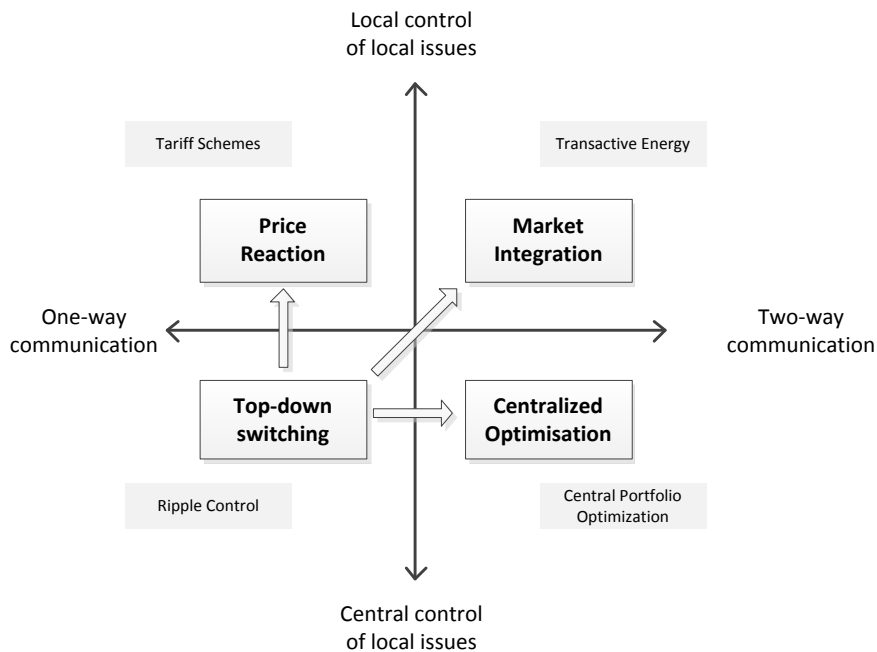 Local control
of local issues
Tariff Schemes
Transactive Energy
Price
Reaction
Market
Integration
One-way
communication
Two-way
communication
Top-down
switching
Centralized
Optimisation
Ripple Control
Central Portfolio
Optimization
Central control
of local issues